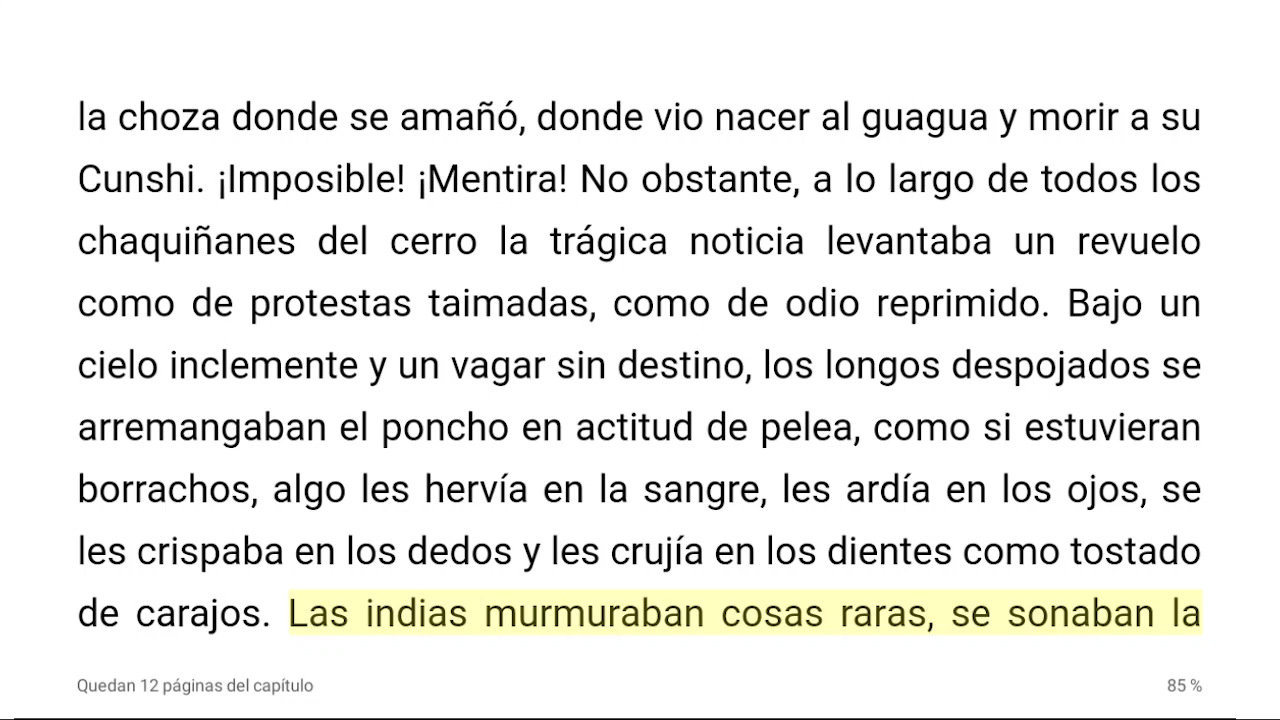 la choza donde se amañó, donde vio nacer al guagua y morir a su
Cunshi. ¡Imposible! ¡Mentira! No obstante, a lo largo de todos los
chaquiñanes del cerro la trágica noticia levantaba un revuelo
como de protestas taimadas, como de odio reprimido. Bajo un
cielo inclemente y un vagar sin destino, los longos despojados se
arremangaban el poncho en actitud de pelea, como si estuvieran
borrachos, algo les hervía en la sangre, les ardía en los ojos, se
les crispaba en los dedos y les crujía en los dientes como tostado
de carajos. Las indias murmuraban cosas raras, se sonaban la
Quedan 12 páginas del capítulo
85 %